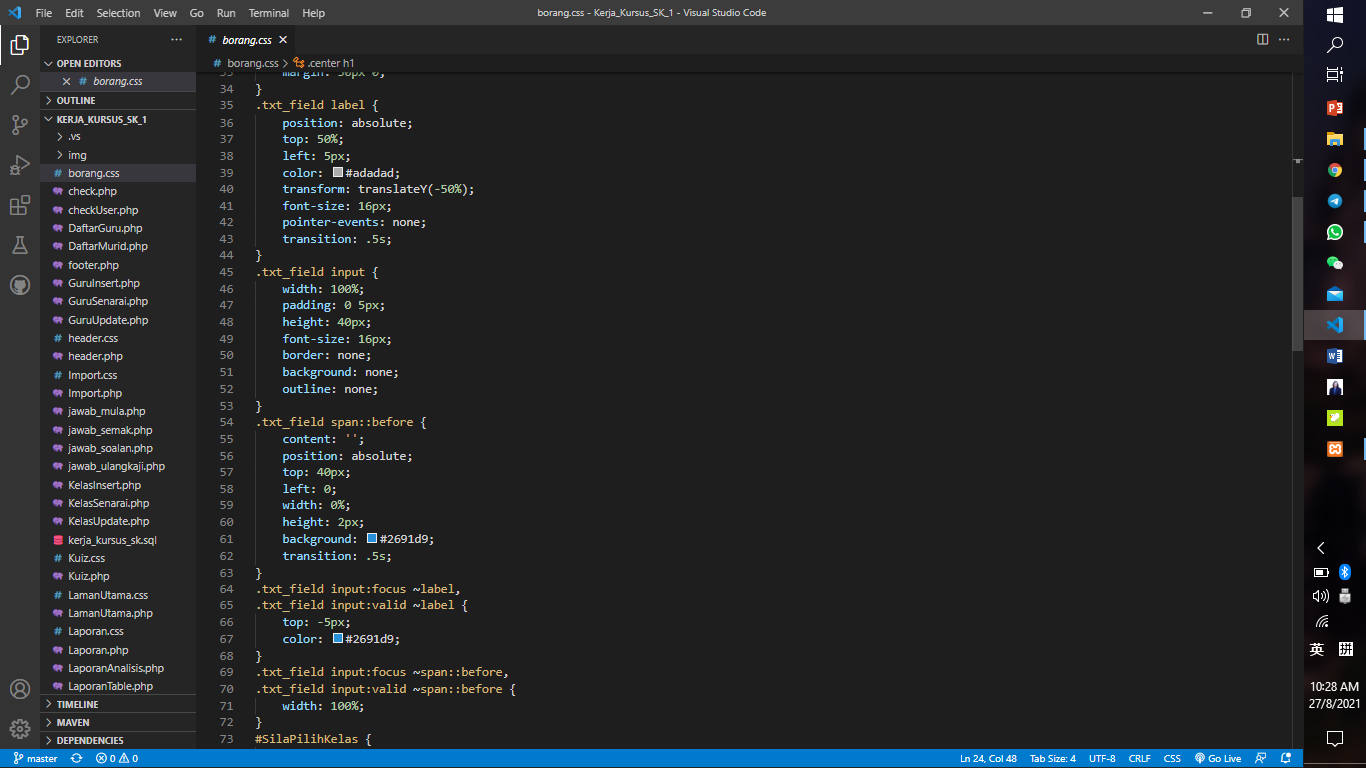 File Edit Selection View Go Run Terminal Help
borang.css - Kerja_Kursus_SK_1 - Visual Studio Code
EXPLORER
OPEN EDITORS
# borang.css
OUTLINE
KERJA_KURSUS_SK_1
.vs
img
# borang.css
check.php
checkUser.php
DaftarGuru.php
DaftarMurid.php
footer.php
GuruInsert.php
GuruSenarai.php
GuruUpdate.php
# header.css
header.php
# Import.css
Import.php
jawab_mula.php
jawab_semak.php
jawab_soalan.php
jawab_ulangkaji.php
KelasInsert.php
KelasSenarai.php
KelasUpdate.php
kerja_kursus_sk.sql
# Kuiz.css
Kuiz.php
# LamanUtama.css
LamanUtama.php
# Laporan.css
Laporan.php
LaporanAnalisis.php
LaporanTable.php
TIMELINE
MAVEN
DEPENDENCIES
# borang.css
# borang.css > .center h1
33 margin: 30px 0;
34 }
35 .txt_field label {
36 position: absolute;
37 top: 50%;
38 left: 5px;
39 color: #adadad;
40 transform: translateY(-50%);
41 font-size: 16px;
42 pointer-events: none;
43 transition: .5s;
44 }
45 .txt_field input {
46 width: 100%;
47 padding: 0 5px;
48 height: 40px;
49 font-size: 16px;
50 border: none;
51 background: none;
52 outline: none;
53 }
54 .txt_field span::before {
55 content: '';
56 position: absolute;
57 top: 40px;
58 left: 0;
59 width: 0%;
60 height: 2px;
61 background: #2691d9;
62 transition: .5s;
63 }
64 .txt_field input:focus ~label,
65 .txt_field input:valid ~label {
66 top: -5px;
67 color: #2691d9;
68 }
69 .txt_field input:focus ~span::before,
70 .txt_field input:valid ~span::before {
71 width: 100%;
72 }
73 #SilaPilihKelas {
master 0 0
Ln 24, Col 48 Tab Size: 4 UTF-8 CRLF CSS Go Live
英
10:28 AM
27/8/2021